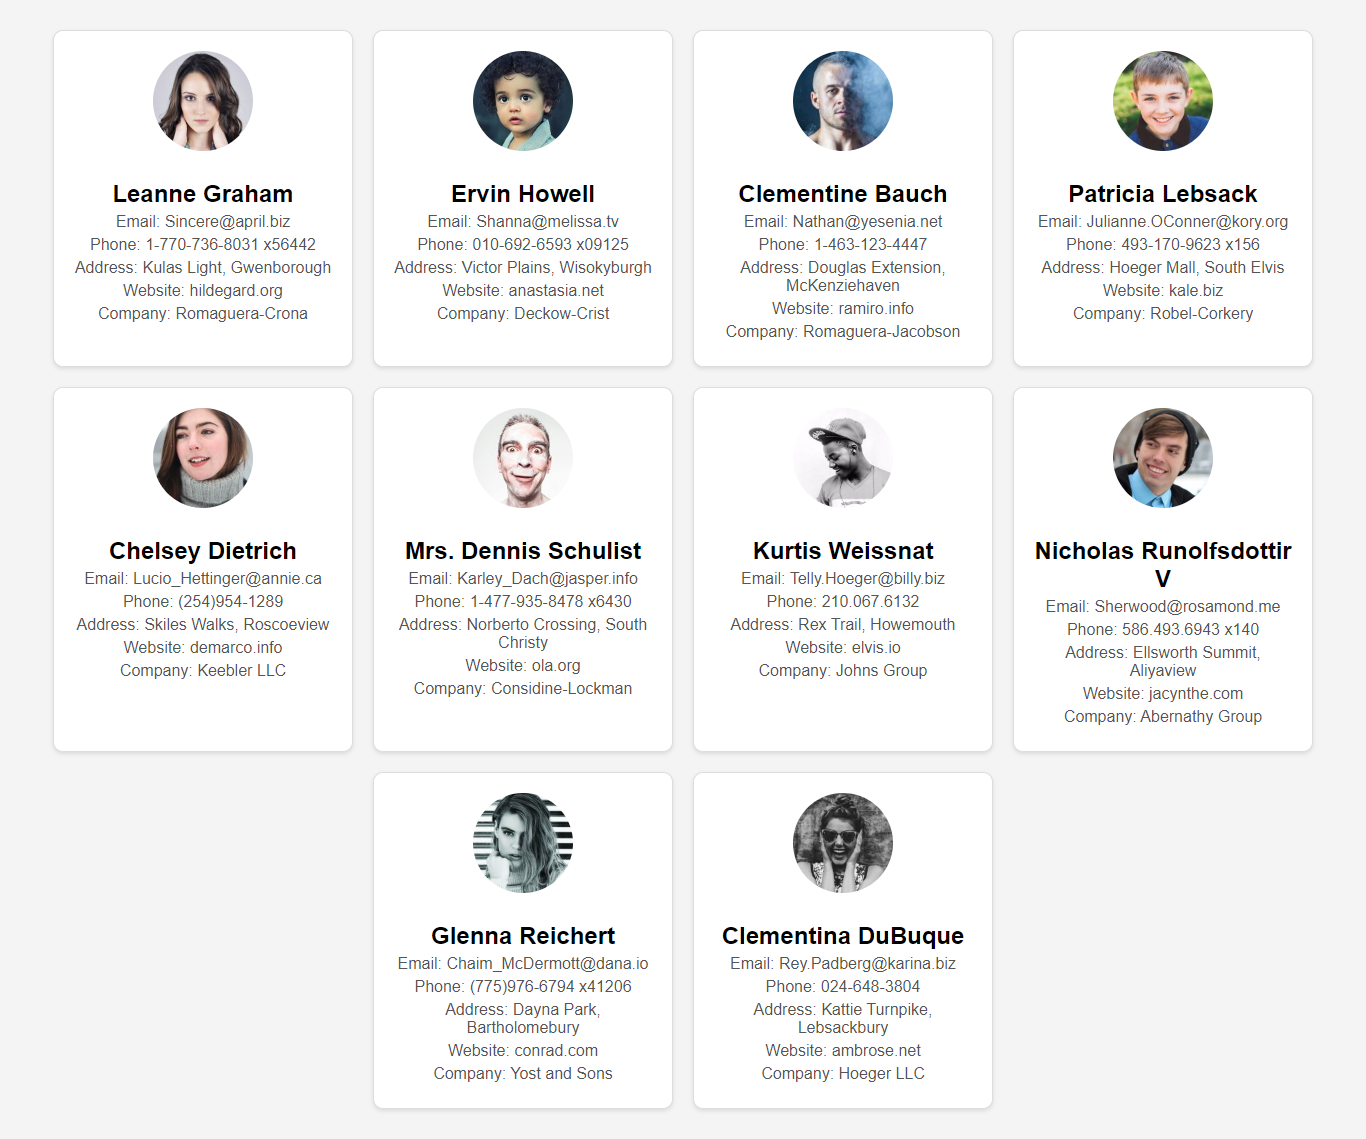 Leanne Graham
Email: Sincere@april.biz
Phone: 1-770-736-8031 x56442
Address: Kulas Light, Gwenborough
Website: hildegard.org
Company: Romaguera-Crona
Ervin Howell
Email: Shanna@melissa.tv
Phone: 010-692-6593 x09125
Address: Victor Plains, Wisokyburgh
Website: anastasia.net
Company: Deckow-Crist
Clementine Bauch
Email: Nathan@yesenia.net
Phone: 1-463-123-4447
Address: Douglas Extension,
McKenziehaven
Website: ramiro.info
Company: Romaguera-Jacobson
Patricia Lebsack
Email: Julianne.OConner@kory.org
Phone: 493-170-9623 x156
Address: Hoeger Mall, South Elvis
Website: kale.biz
Company: Robel-Corkery
Chelsey Dietrich
Email: Lucio_Hettinger@annie.ca
Phone: (254)954-1289
Address: Skiles Walks, Roscoeview
Website: demarco.info
Company: Keebler LLC
Mrs. Dennis Schulist
Email: Karley_Dach@jasper.info
Phone: 1-477-935-8478 x6430
Address: Norberto Crossing, South
Christy
Website: ola.org
Company: Considine-Lockman
Kurtis Weissnat
Email: Telly.Hoeger@billy.biz
Phone: 210.067.6132
Address: Rex Trail, Howemouth
Website: elvis.io
Company: Johns Group
Nicholas Runolfsdottir
V
Email: Sherwood@rosamond.me
Phone: 586.493.6943 x140
Address: Ellsworth Summit,
Aliyaview
Website: jacynthe.com
Company: Abernathy Group
Glenna Reichert
Email: Chaim_McDermott@dana.io
Phone: (775)976-6794 x41206
Address: Dayna Park,
Bartholomebury
Website: conrad.com
Company: Yost and Sons
Clementina DuBuque
Email: Rey.Padberg@karina.biz
Phone: 024-648-3804
Address: Kattie Turnpike,
Lebsackbury
Website: ambrose.net
Company: Hoeger LLC